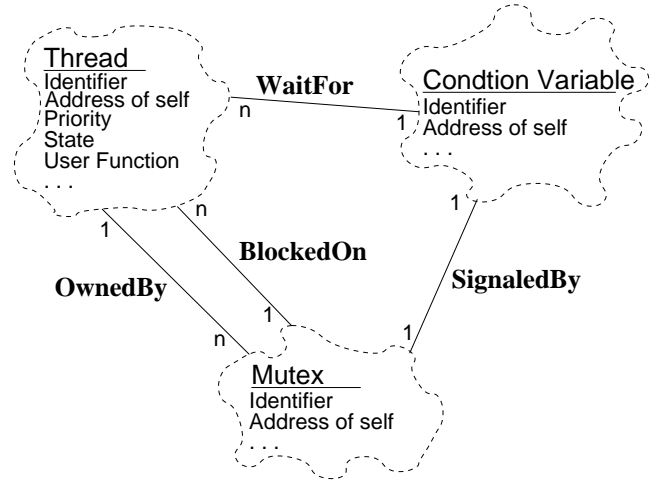 Thread
Identifier
Address of self
Priority
State
User Function
. . .
WaitFor
n
1
Condtion Variable
Identifier
Address of self
. . .
1
n
1
OwnedBy
BlockedOn
SignaledBy
n
1
1
Mutex
Identifier
Address of self
. . .